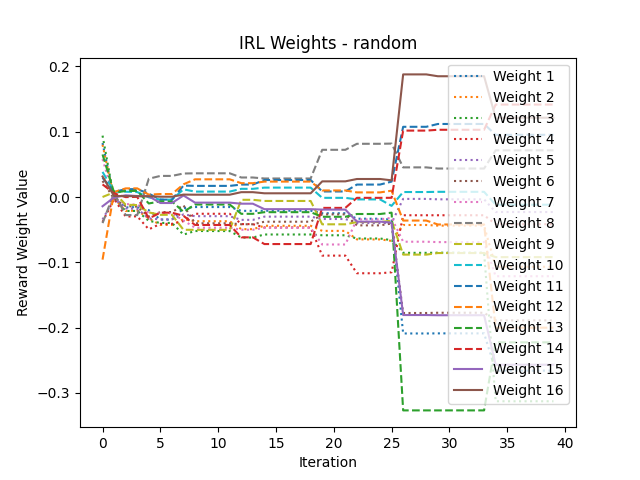 IRL Weights - random
Reward Weight Value
0.2
0.1
0.0
−0.1
−0.2
−0.3
0
5
10
15
20
25
30
35
40
Iteration
Weight 1
Weight 2
Weight 3
Weight 4
Weight 5
Weight 6
Weight 7
Weight 8
Weight 9
Weight 10
Weight 11
Weight 12
Weight 13
Weight 14
Weight 15
Weight 16